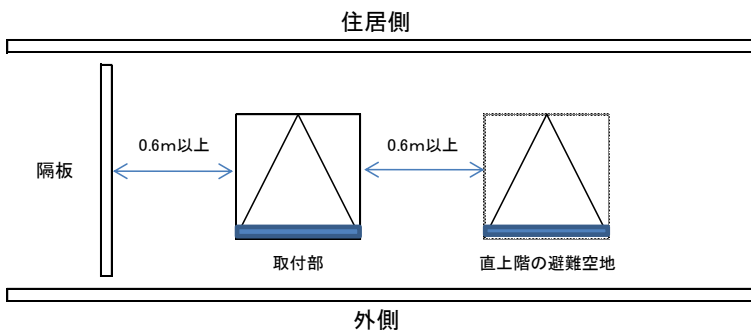 住居側
0.6m以上
0.6m以上
隔板
取付部
直上階の避難空地
外側